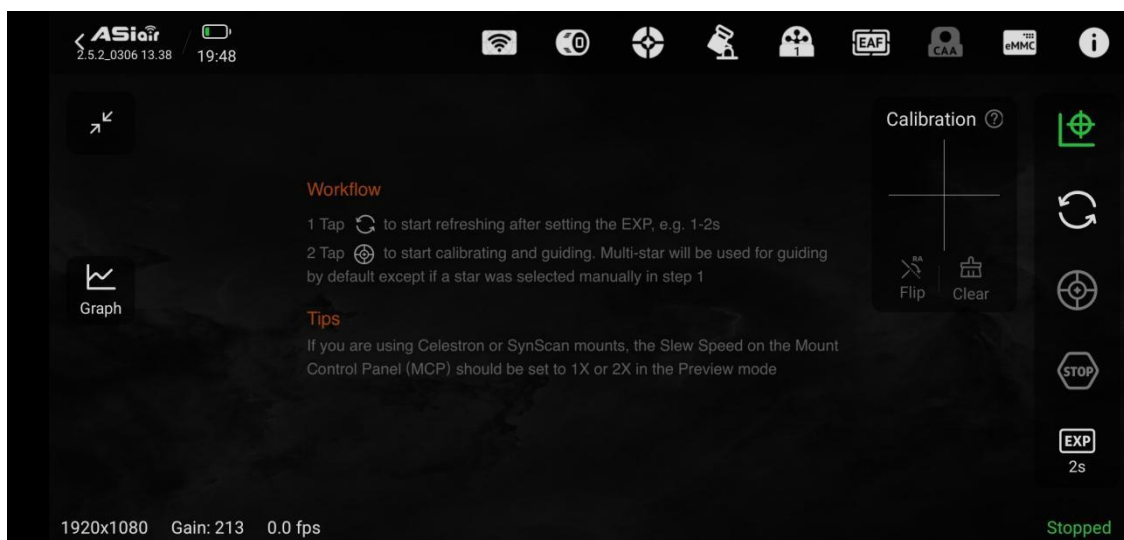 ASiair
2.5.2_0306 13.38
19:48
1
EAF
CAA
eMMC
Calibration
Workflow
1 Tap to start refreshing after setting the EXP, e.g. 1-2s
2 Tap to start calibrating and guiding. Multi-star will be used for guiding
by default except if a star was selected manually in step 1
RA
Flip
Clear
Graph
Tips
If you are using Celestron or SynScan mounts, the Slew Speed on the Mount
Control Panel (MCP) should be set to 1X or 2X in the Preview mode
STOP
EXP
2s
1920x1080 Gain: 213 0.0 fps
Stopped